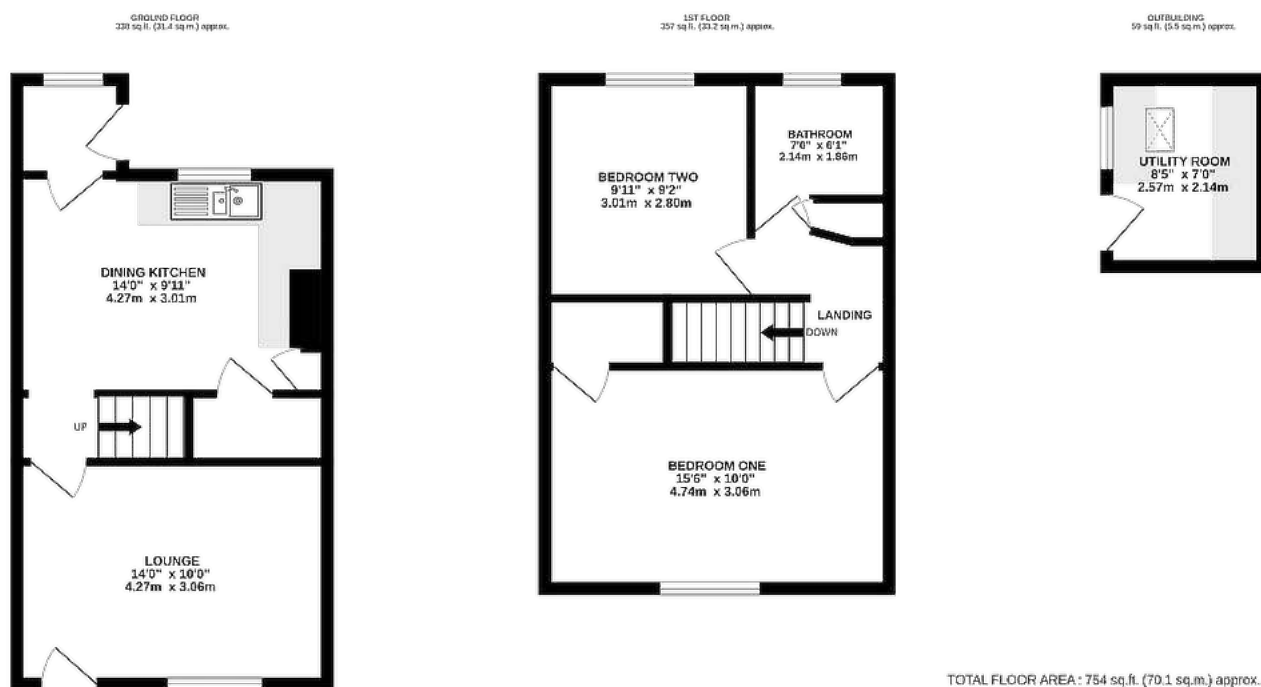 GROUND FLOOR
338 sq.ft. (31.4 sq.m.) approx.
1ST FLOOR
357 sq.ft. (33.2 sq.m.) approx.
OUTBUILDING
59 sq.ft. (5.5 sq.m.) approx.
DINING KITCHEN
14'0" x 9'11"
4.27m x 3.01m
UP
LOUNGE
14'0" x 10'0"
4.27m x 3.06m
BEDROOM TWO
9'11" x 9'2"
3.01m x 2.80m
BATHROOM
7'0" x 6'1"
2.14m x 1.86m
LANDING
DOWN
BEDROOM ONE
15'6" x 10'0"
4.74m x 3.06m
UTILITY ROOM
8'5" x 7'0"
2.57m x 2.14m
TOTAL FLOOR AREA : 754 sq.ft. (70.1 sq.m.) approx.